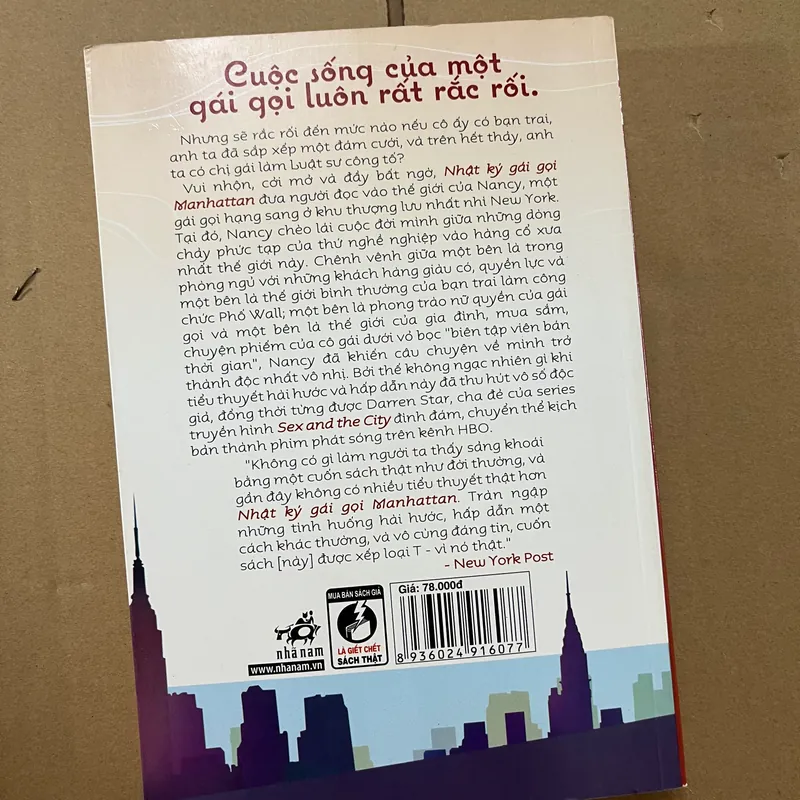 Cuộc sống của một
gái gọi luôn rất rắc rối.
Nhưng sẽ rắc rối đến mức nào nếu cô ấy có bạn trai,
anh ta đã sắp xếp một đám cưới, và trên hết thảy, anh
ta có chị gái làm Luật sư công tố?
Vui nhộn, cởi mở và đầy bất ngờ, Nhật ký gái gọi
Manhattan đưa người đọc vào thế giới của Nancy, một
gái gọi hạng sang ở khu thượng lưu nhất nhì New York.
Tại đó, Nancy chèo lái cuộc đời mình giữa những dòng
chảy phức tạp của thứ nghề nghiệp vào hàng cổ xưa
nhất thế giới này. Chênh vênh giữa một bên là trong
phòng ngủ với những khách hàng giàu có, quyền lực và
một bên là thế giới bình thường của bạn trai làm công
chức Phố Wall; một bên là phong trào nữ quyền của gái
gọi và một bên là thế giới của gia đình, mua sắm,
chuyện phiếm của cô gái dưới vỏ bọc "biên tập viên bán
thời gian", Nancy đã khiến câu chuyện về mình trở
thành độc nhất vô nhị. Bởi thế không ngạc nhiên gì khi
tiểu thuyết hài hước và hấp dẫn này đã thu hút vô số độc
giả, đồng thời từng được Darren Star, cha đẻ của series
truyền hình Sex and the City đình đám, chuyển thể kịch
bản thành phim phát sóng trên kênh HBO.
"Không có gì làm người ta thấy sảng khoái
bằng một cuốn sách thật như đời thường, và
gần đây không có nhiều tiểu thuyết thật hơn
Nhật ký gái gọi Manhattan. Tràn ngập
những tình huống hài hước, hấp dẫn một
cách khác thường, và vô cùng đáng tin, cuốn
sách [này] được xếp loại T - vì nó thật."
- New York Post
MUA BÁN SÁCH GIẢ
LÀ GIẾT CHẾT
SÁCH THẬT
Giá: 78.000đ
8 936024 916077
nhã nam
www.nhanam.vn